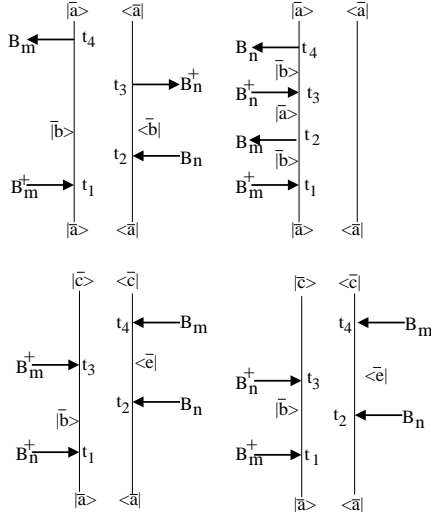 |a̅> <a̅| |a̅> <a̅|
B_m t_4 B_n t_4
t_3 B_n^+ |b̅>
B_n^+ t_3
|b̅> <b̅| |a̅>
B_m t_2
t_2 B_n |b̅>
B_m^+ t_1 B_m^+ t_1
|a̅> <a̅| |a̅> <a̅|
|c̅> <c̅| |c̅> <c̅|
t_4 B_m t_4 B_m
B_m^+ t_3 <e̅| B_n^+ t_3 <e̅|
|b̅> t_2 B_n |b̅> t_2 B_n
B_n^+ t_1 B_m^+ t_1
|a̅> <a̅| |a̅> <a̅|